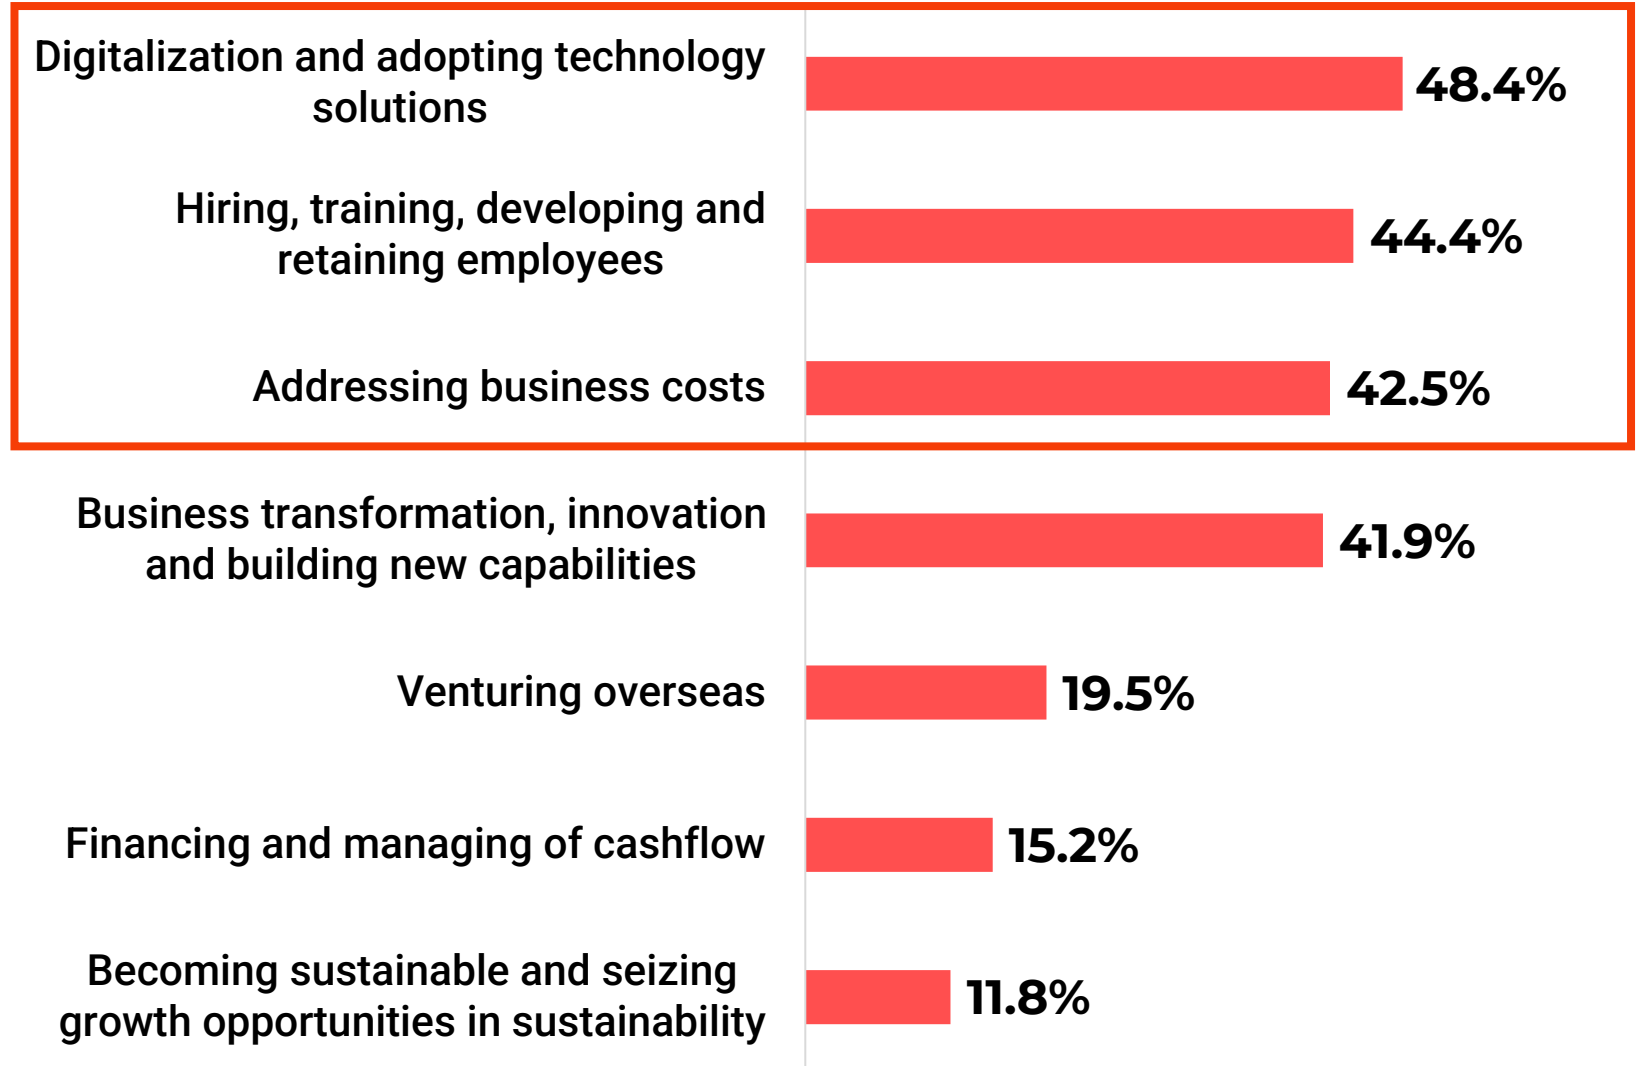 Digitalization and adopting technology
solutions
48.4%
Hiring, training, developing and
retaining employees
44.4%
Addressing business costs
42.5%
Business transformation, innovation
and building new capabilities
41.9%
Venturing overseas
19.5%
Financing and managing of cashflow
15.2%
Becoming sustainable and seizing
growth opportunities in sustainability
11.8%